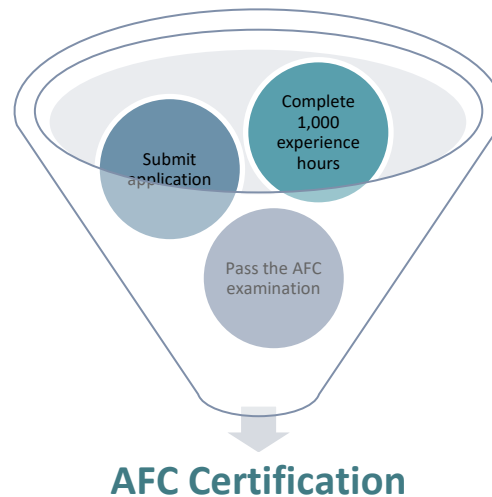 Complete
1,000
experience
hours
Submit
application
Pass the AFC
examination
AFC Certification